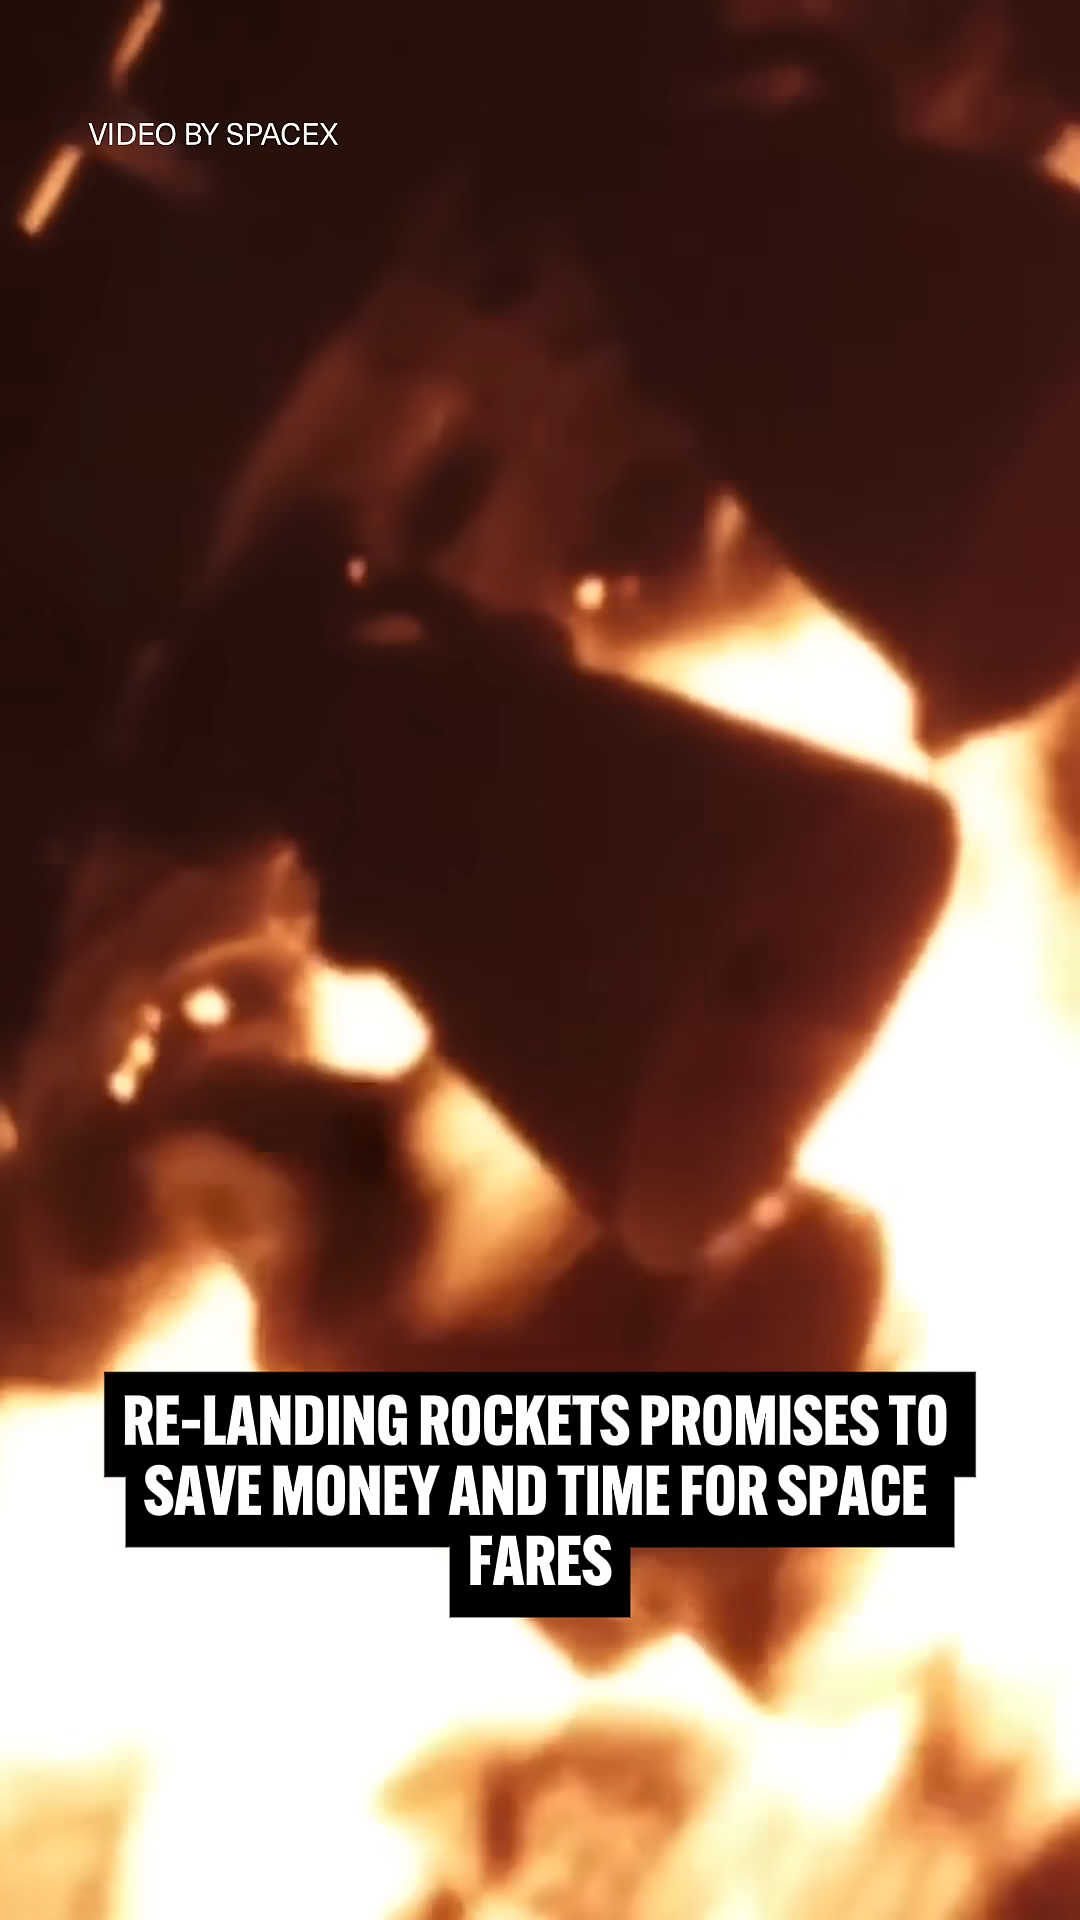 VIDEO BY SPACEX
RE-LANDING ROCKETS PROMISES TO
SAVE MONEY AND TIME FOR SPACE
FARES